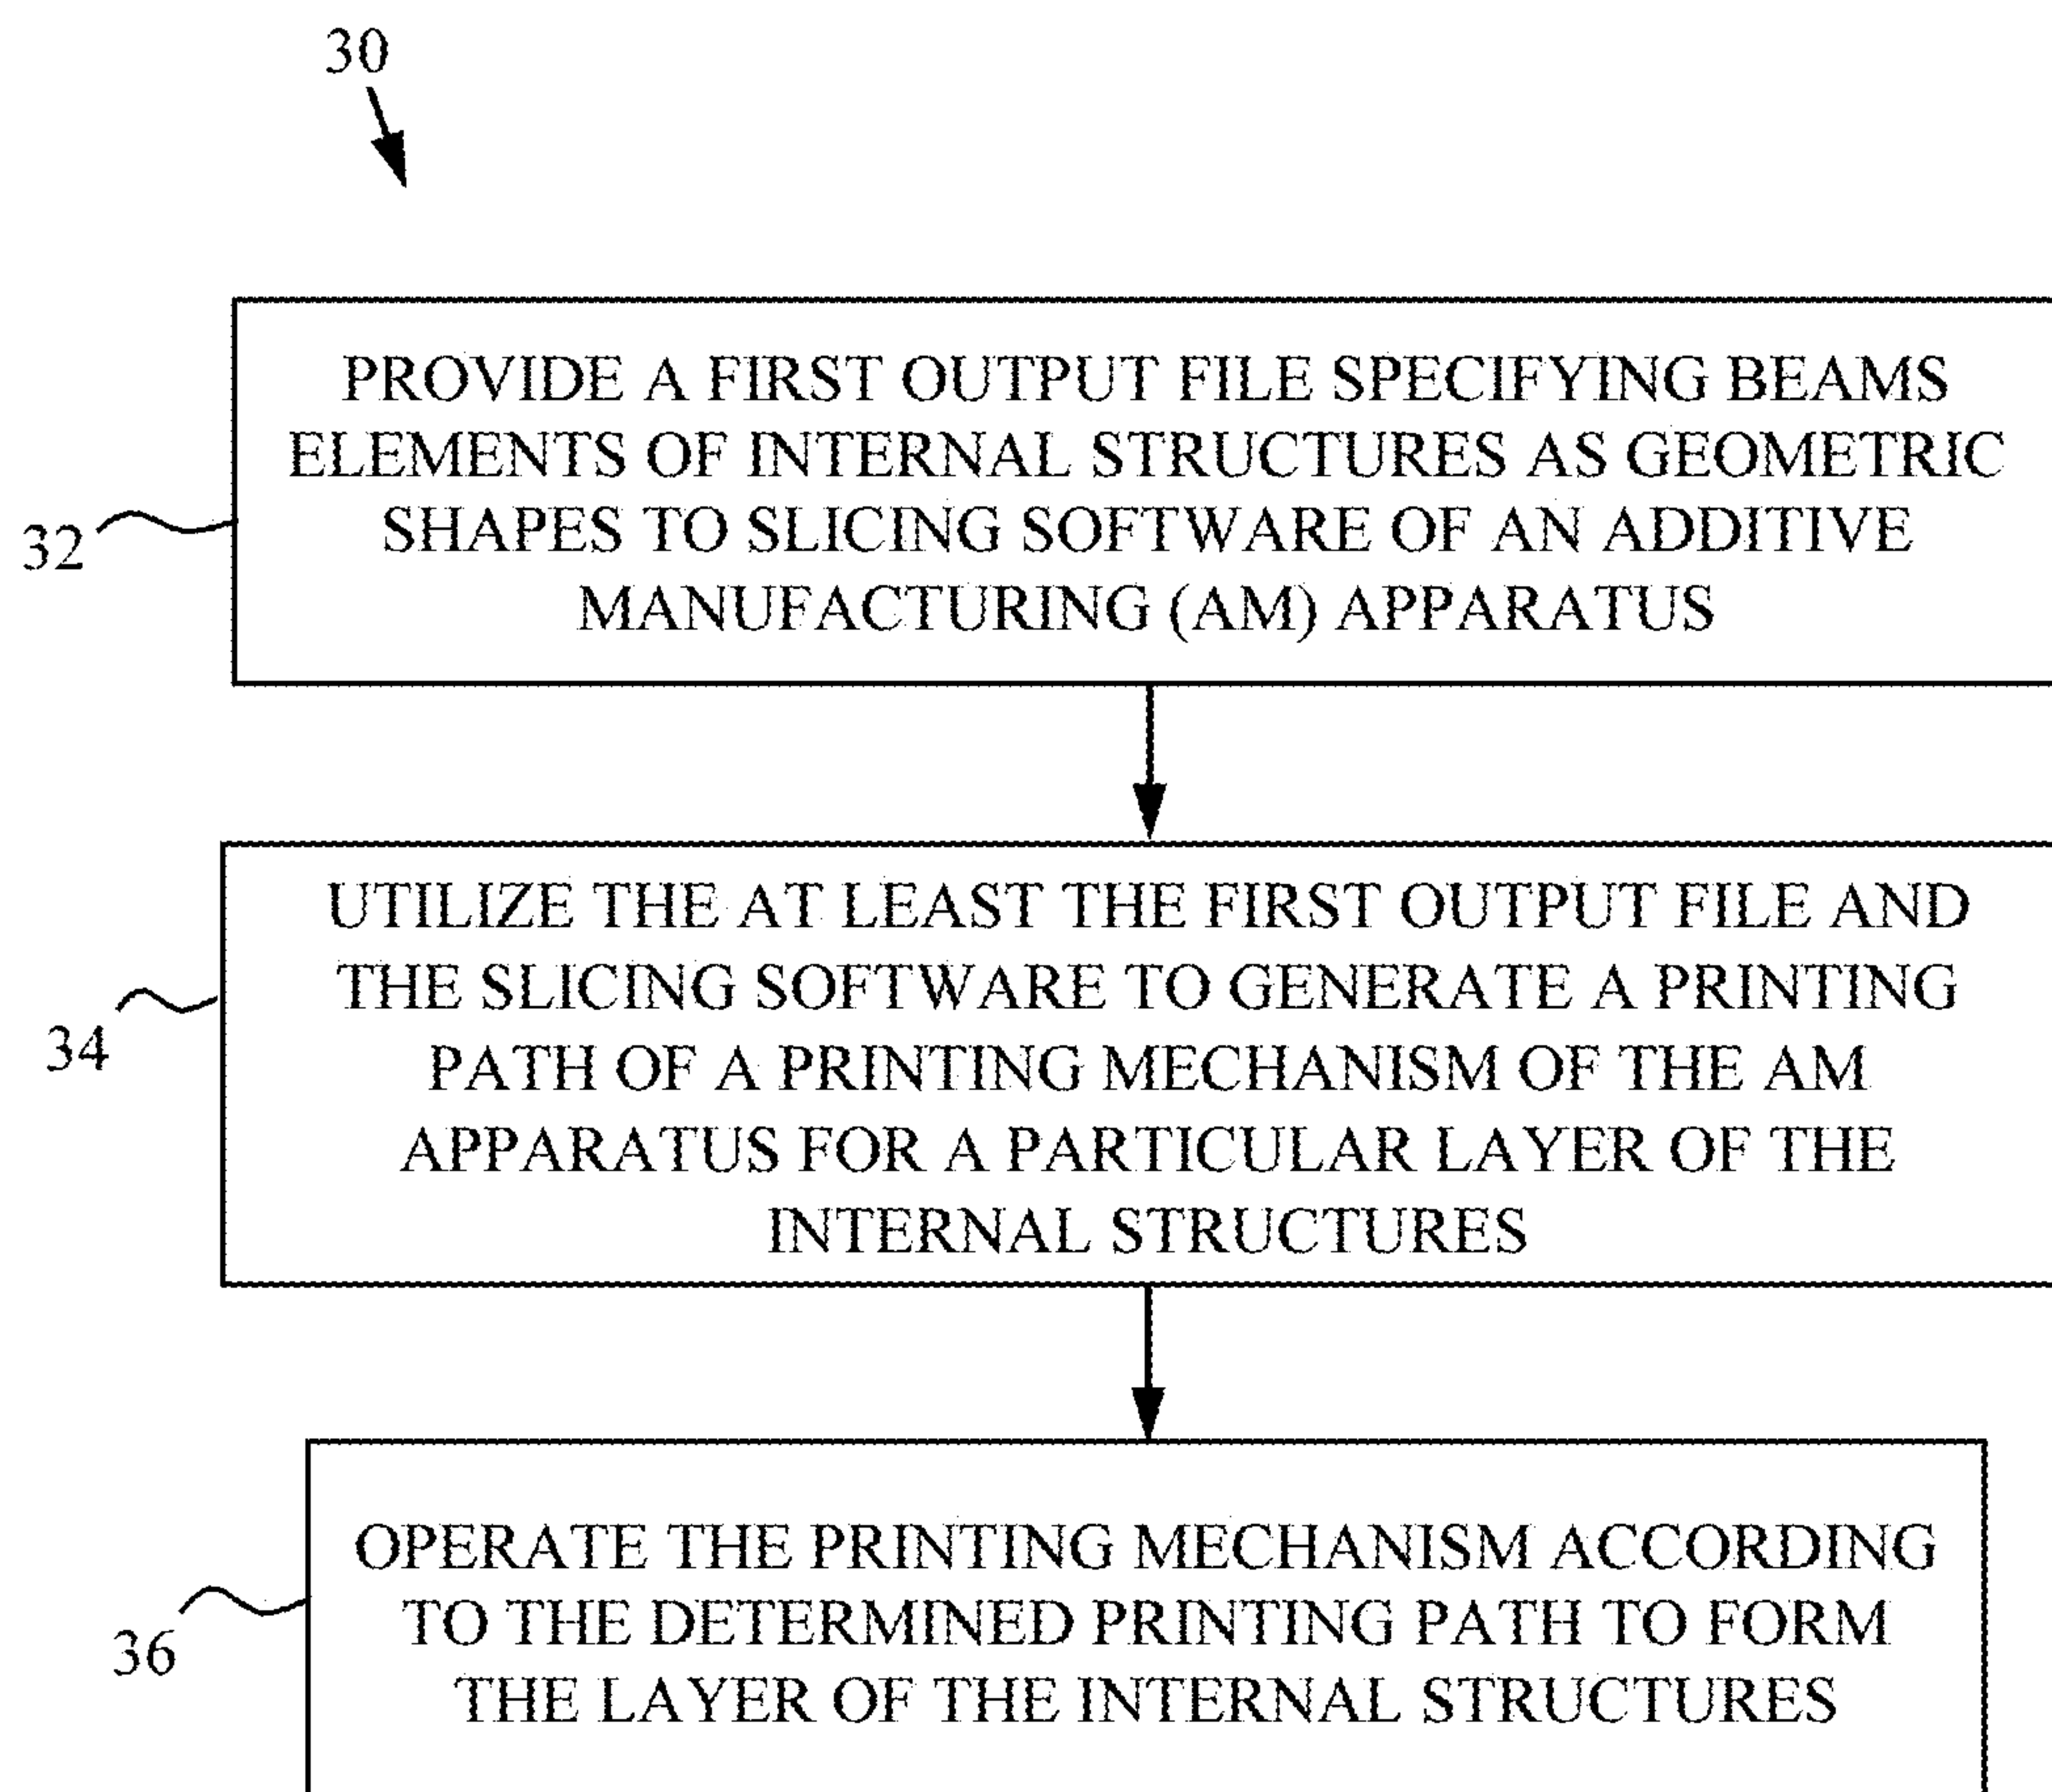 30
PROVIDE A FIRST OUTPUT FILE SPECIFYING BEAMS
ELEMENTS OF INTERNAL STRUCTURES AS GEOMETRIC
SHAPES TO SLICING SOFTWARE OF AN ADDITIVE
MANUFACTURING (AM) APPARATUS
32
UTILIZE THE AT LEAST THE FIRST OUTPUT FILE AND
THE SLICING SOFTWARE TO GENERATE A PRINTING
PATH OF A PRINTING MECHANISM OF THE AM
APPARATUS FOR A PARTICULAR LAYER OF THE
INTERNAL STRUCTURES
34
OPERATE THE PRINTING MECHANISM ACCORDING
TO THE DETERMINED PRINTING PATH TO FORM
THE LAYER OF THE INTERNAL STRUCTURES
36